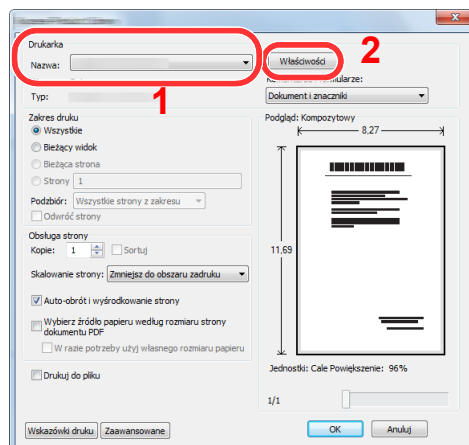 Drukarka
2
Nazwa:
Właściwości
Typ:
1
Dokument i znaczniki
Zakres druku
Podgląd: Kompozytowy
Wszystkie
8,27
Bieżący widok
Bieżąca strona
Strony 1
Podzbiór: Wszystkie strony z zakresu
Odwróć strony
Obsługa strony
Kopie: 1 Sortuj
11,69
Skalowanie strony: Zmniejsz do obszaru zadruku
Auto-obrót i wyśrodkowanie strony
Wybierz źródło papieru według rozmiaru strony
dokumentu PDF
W razie potrzeby użyj własnego rozmiaru papieru
Jednostki: Cale Powiększenie: 96%
Drukuj do pliku
1/1
Wskazówki druku Zaawansowane OK Anuluj